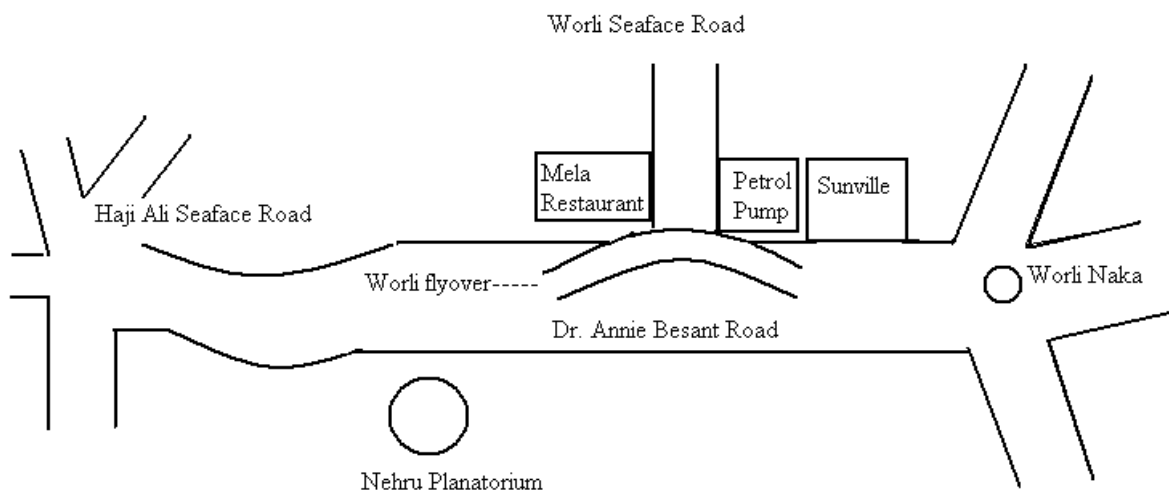 Worli Seaface Road
Mela
Restaurant
Petrol
Pump
Sunville
Haji Ali Seaface Road
Worli flyover-----
Worli Naka
Dr. Annie Besant Road
Nehru Planatorium